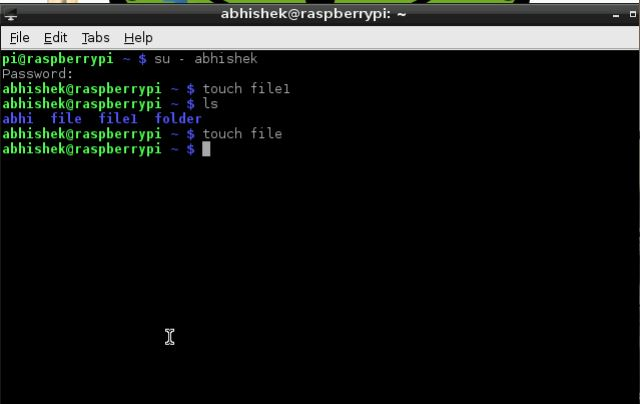 abhishek@raspberrypi: ~
File Edit Tabs Help
pi@raspberrypi ~ $ su - abhishek
Password:
abhishek@raspberrypi ~ $ touch file1
abhishek@raspberrypi ~ $ ls
abhi  file  file1  folder
abhishek@raspberrypi ~ $ touch file
abhishek@raspberrypi ~ $